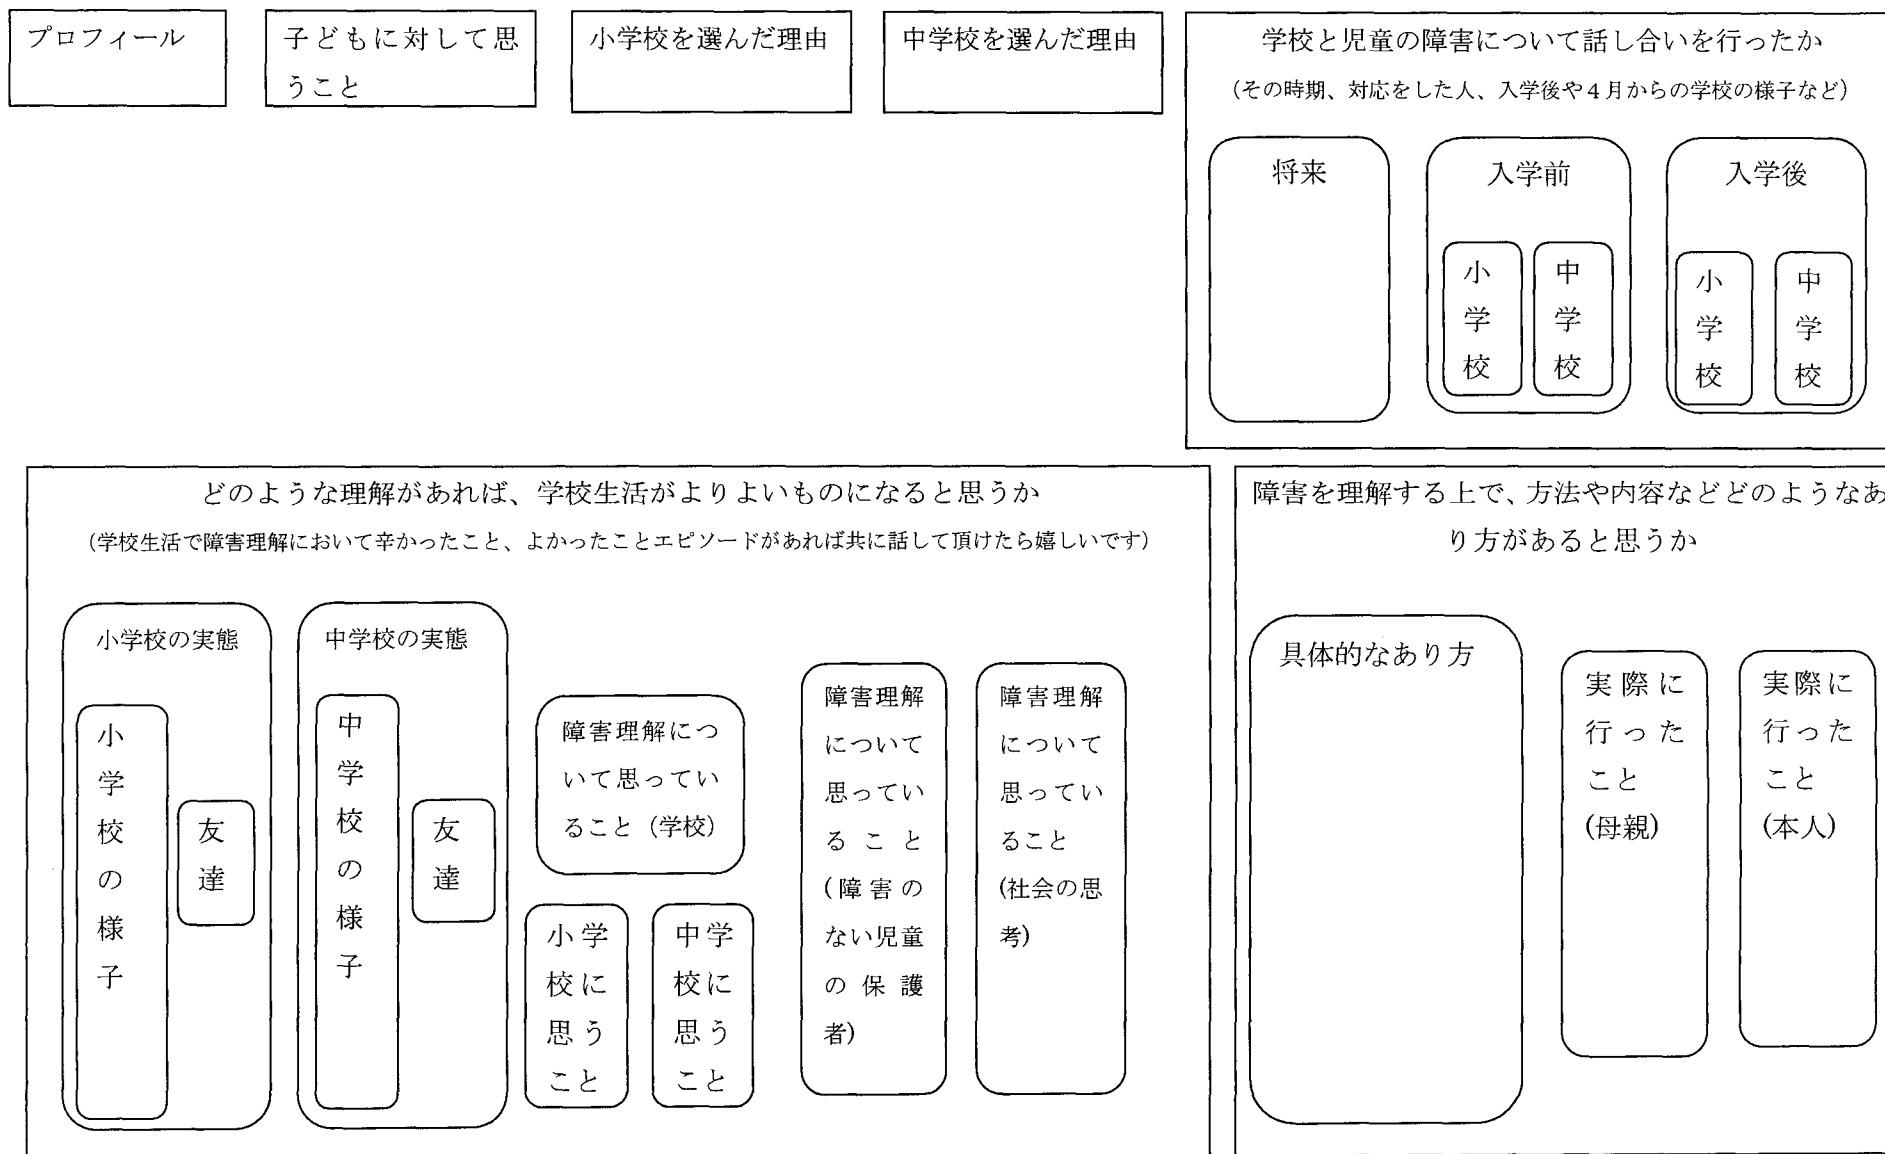 プロフィール
子どもに対して思
うこと
小学校を選んだ理由
中学校を選んだ理由
学校と児童の障害について話し合いを行ったか
（その時期、対応をした人、入学後や４月からの学校の様子など）
将来
入学前
小学校
中学校
入学後
小学校
中学校
どのような理解があれば、学校生活がよりよいものになると思うか
（学校生活で障害理解において辛かったこと、よかったことエピソードがあれば共に話して頂けたら嬉しいです）
小学校の実態
小学校の様子
友達
中学校の実態
中学校の様子
友達
障害理解につ
いて思ってい
ること（学校）
小学
校に
思う
こと
中学
校に
思う
こと
障害理解
について
思ってい
ること
(障害の
ない児童
の保護
者)
障害理解
について
思ってい
ること
(社会の思
考)
障害を理解する上で、方法や内容などどのようなあ
り方があると思うか
具体的なあり方
実際に
行った
こと
(母親)
実際に
行った
こと
(本人)